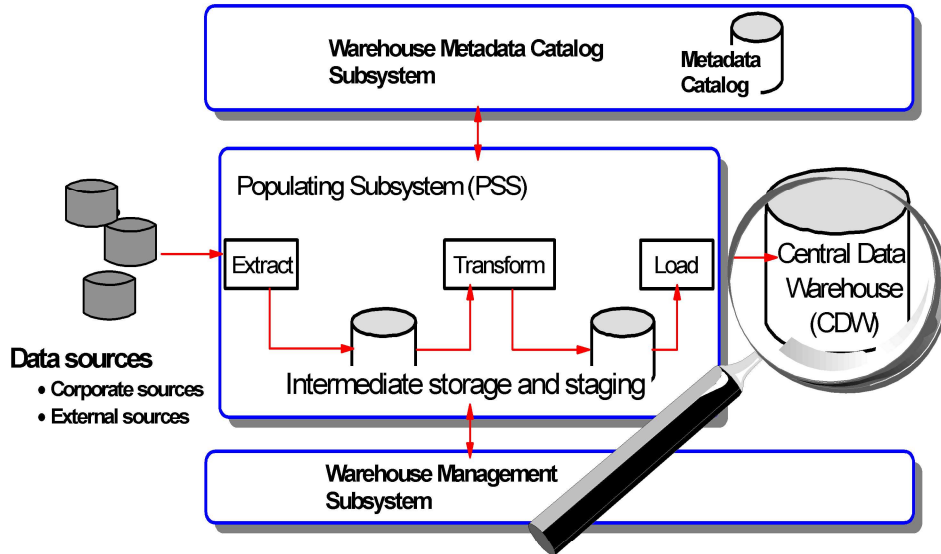 Warehouse Metadata Catalog
Subsystem
Metadata
Catalog
Populating Subsystem (PSS)
Extract
Transform
Load
Central Data
Warehouse
(CDW)
Intermediate storage and staging
Data sources
• Corporate sources
• External sources
Warehouse Management
Subsystem